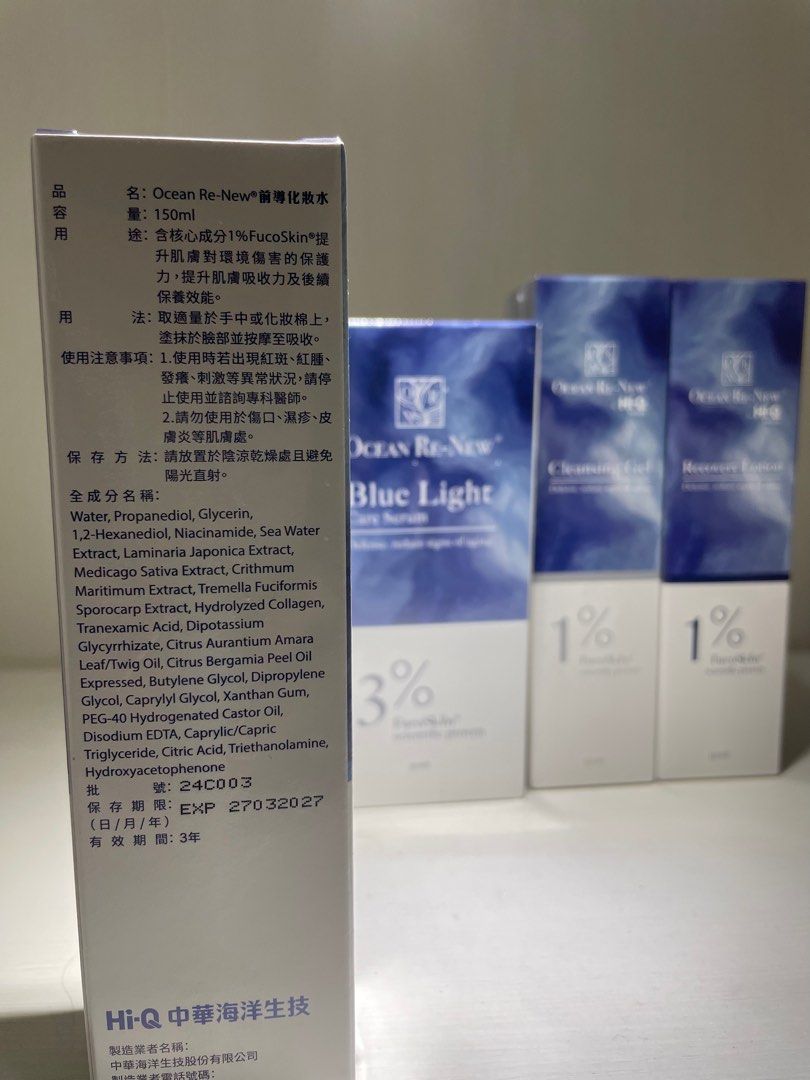 品名：Ocean Re-New®前導化妝水
容量：150ml
用途：含核心成分1%FucoSkin®提
升肌膚對環境傷害的保護
力，提升肌膚吸收力及後續
保養效能。
用法：取適量於手中或化妝棉上，
塗抹於臉部並按摩至吸收。
使用注意事項：1.使用時若出現紅斑、紅腫、
發癢、刺激等異常狀況，請停
止使用並諮詢專科醫師。
2.請勿使用於傷口、濕疹、皮
膚炎等肌膚處。
保存方法：請放置於陰涼乾燥處且避免
陽光直射。
全成分名稱：
Water, Propanediol, Glycerin,
1,2-Hexanediol, Niacinamide, Sea Water
Extract, Laminaria Japonica Extract,
Medicago Sativa Extract, Crithmum
Maritimum Extract, Tremella Fuciformis
Sporocarp Extract, Hydrolyzed Collagen,
Tranexamic Acid, Dipotassium
Glycyrrhizate, Citrus Aurantium Amara
Leaf/Twig Oil, Citrus Bergamia Peel Oil
Expressed, Butylene Glycol, Dipropylene
Glycol, Caprylyl Glycol, Xanthan Gum,
PEG-40 Hydrogenated Castor Oil,
Disodium EDTA, Caprylic/Capric
Triglyceride, Citric Acid, Triethanolamine,
Hydroxyacetophenone
批號：24C003
保存期限：EXP 27032027
（日/月/年）
有效期間：3年
Hi-Q 中華海洋生技
製造業者名稱：
中華海洋生技股份有限公司
製造業者電話號碼：
OCEAN RE-NEW
Blue Light
Care Serum
3%
FucoSkin®
OCEAN RE-NEW
Hi-Q
Cleansing Gel
1%
FucoSkin®
OCEAN RE-NEW
Hi-Q
Recovery Lotion
1%
FucoSkin®